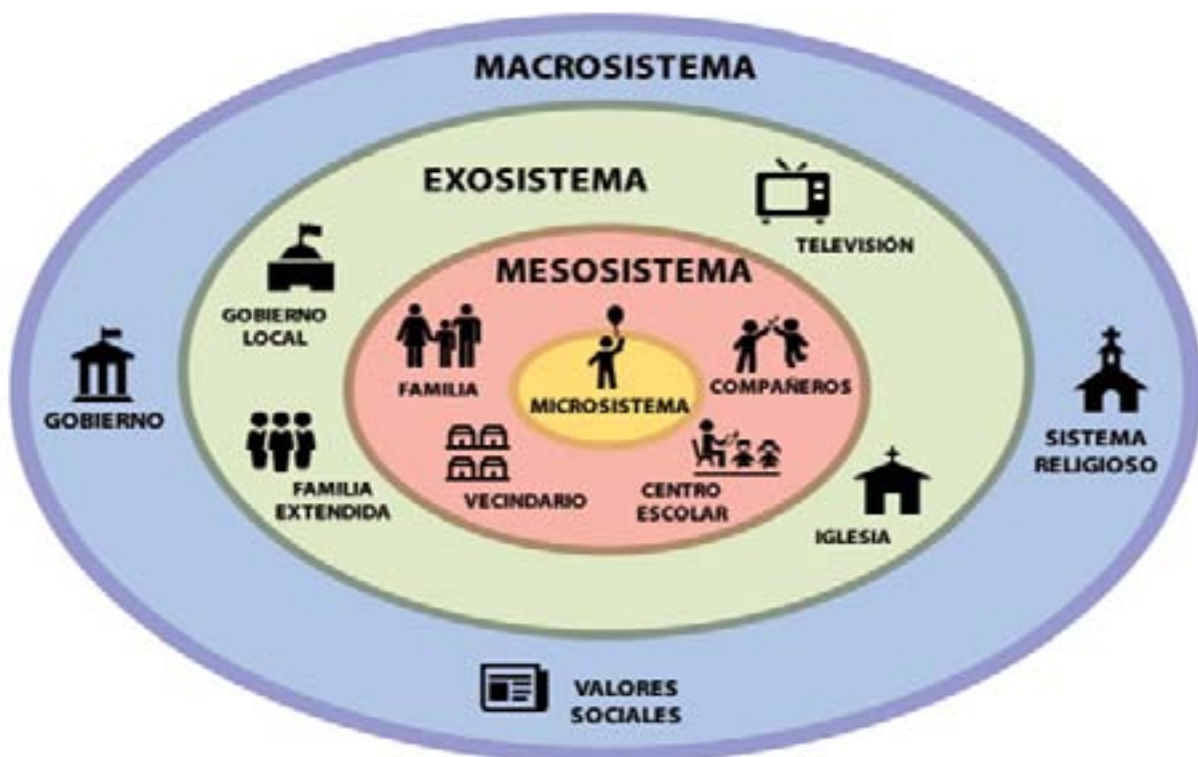 MACROSISTEMA
EXOSISTEMA
TELEVISIÓN
MESOSISTEMA
GOBIERNO
LOCAL
FAMILIA
COMPAÑEROS
MICROSISTEMA
GOBIERNO
SISTEMA
RELIGIOSO
FAMILIA
EXTENDIDA
VECINDARIO
CENTRO
ESCOLAR
IGLESIA
VALORES
SOCIALES